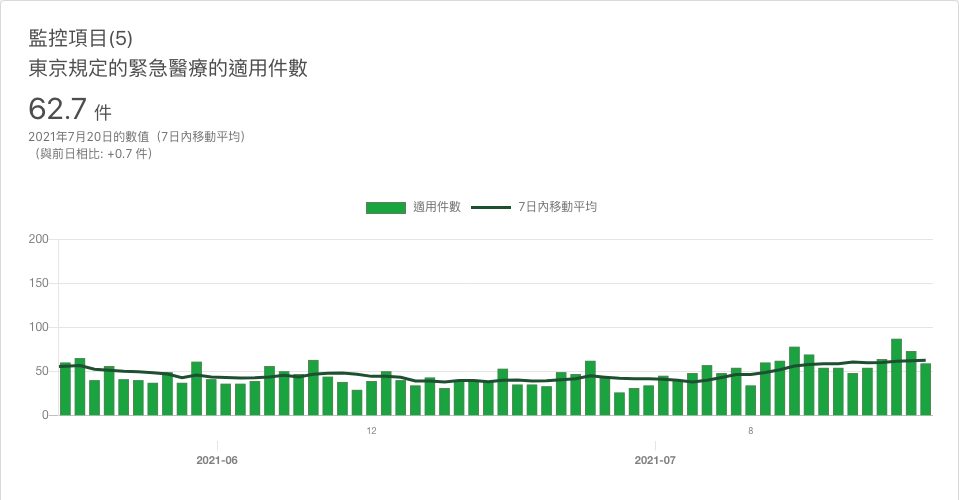 監控項目(5)
東京規定的緊急醫療的適用件數
62.7 件
2021年7月20日的數值（7日內移動平均）
（與前日相比: +0.7 件）
適用件數 7日內移動平均
200
150
100
50
0
12 8
2021-06 2021-07